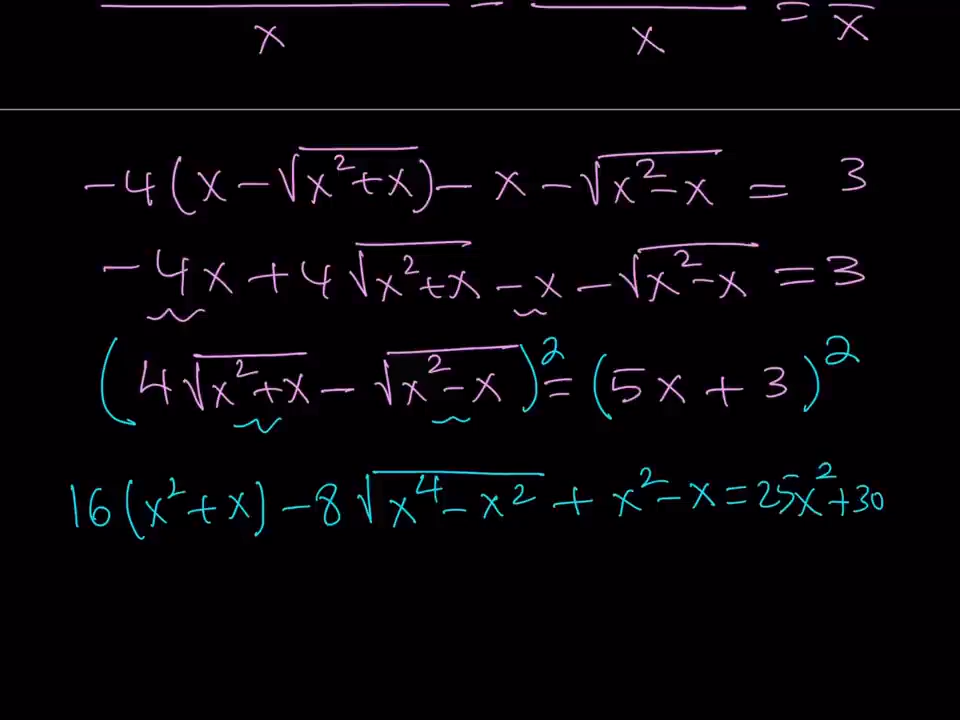 x − x = x
-4(x - √(x²+x)) - x - √(x²-x) = 3
-4x + 4√(x²+x) - x - √(x²-x) = 3
(4√(x²+x) - √(x²-x))² = (5x + 3)²
16(x²+x) - 8√(x⁴-x²) + x²-x = 25x²+30